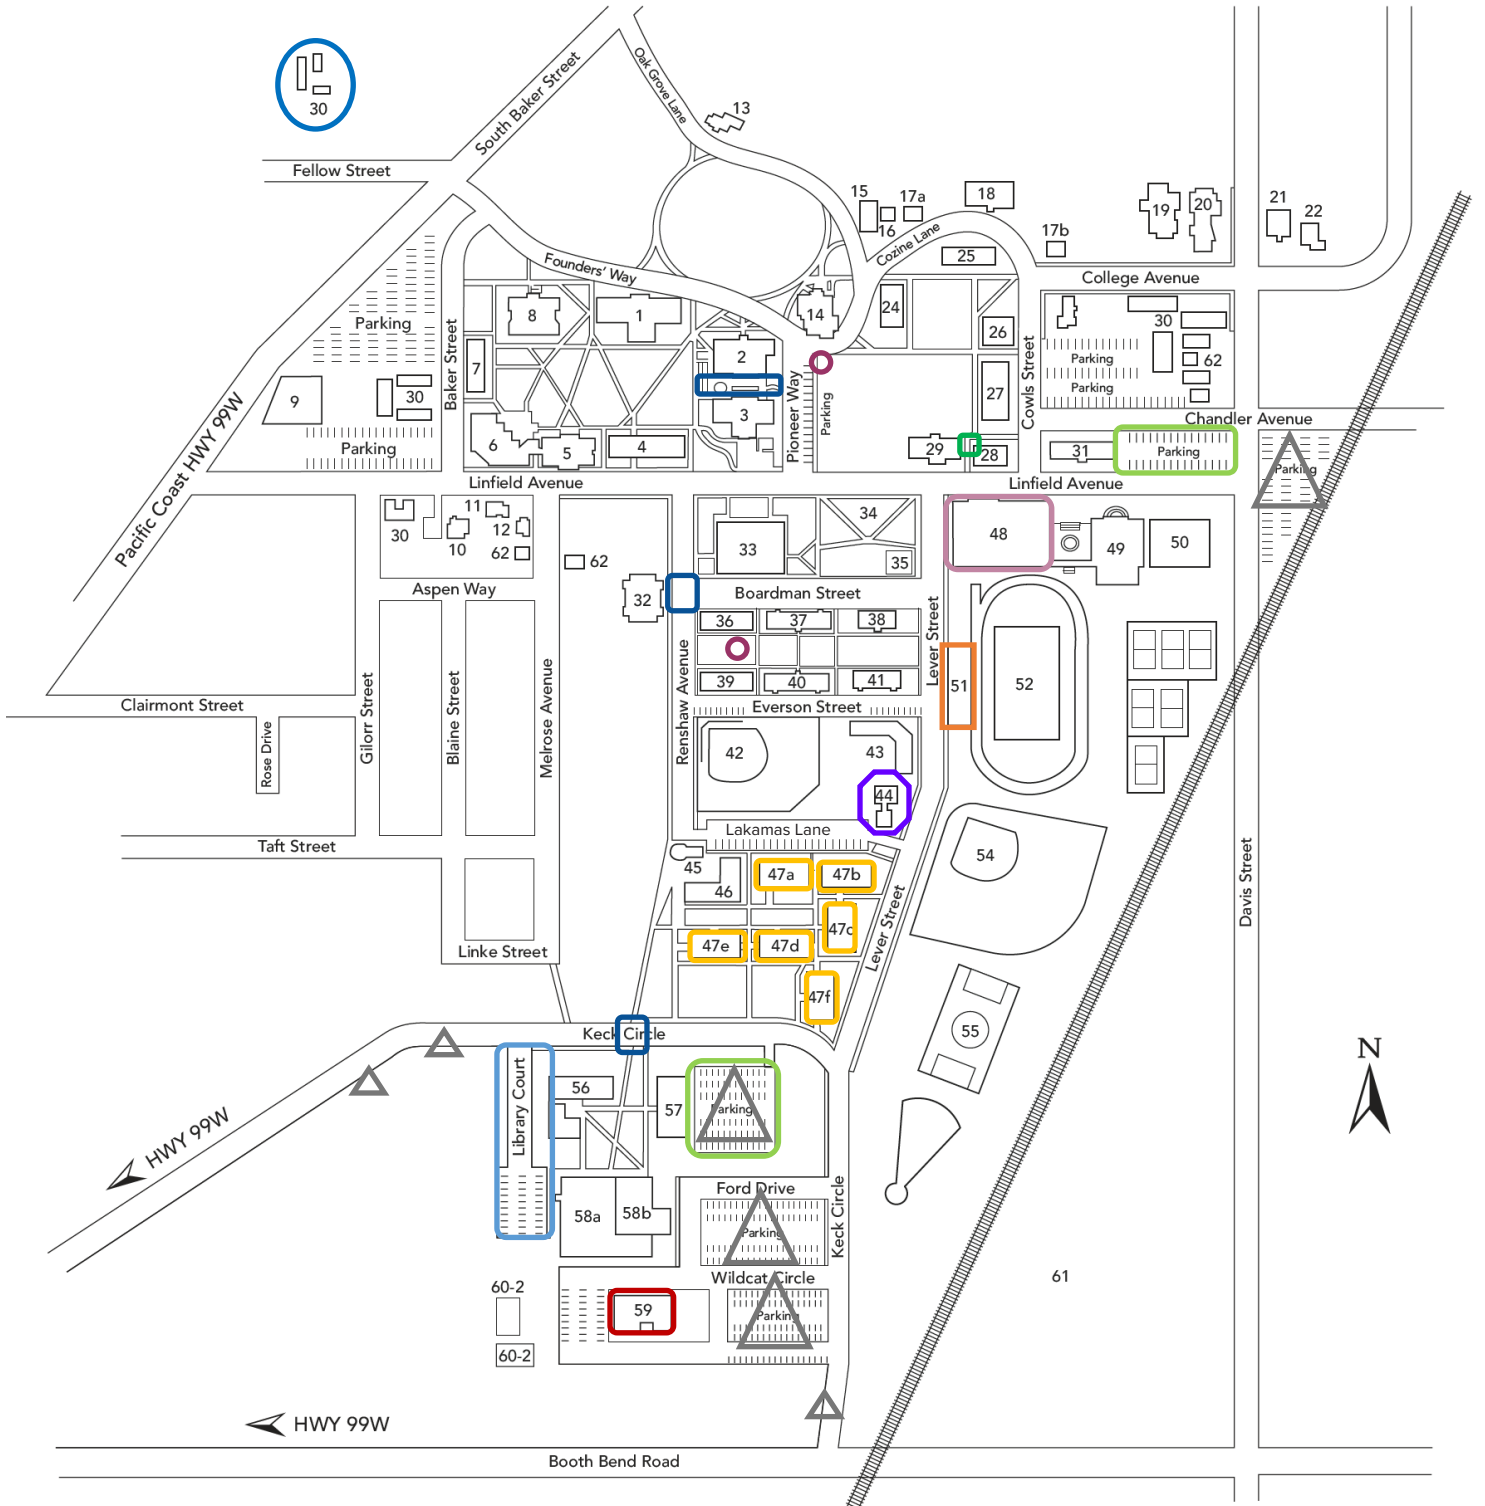 30
South Baker Street
Oak Grove Lane
13
Fellow Street
15
16
17a
18
17b
19
20
21
22
Cozine Lane
25
College Avenue
Founders' Way
Parking
Baker Street
8
1
14
24
26
30
2
Parking
62
7
Cowls Street
27
Parking
9
30
Pacific Coast HWY 99W
3
Pioneer Way
Parking
Chandler Avenue
6
5
4
29
28
31
Parking
Parking
Parking
Linfield Avenue
Linfield Avenue
30
11
10
12
62
62
33
34
35
48
49
50
Aspen Way
32
Boardman Street
36
37
38
39
40
41
Lever Street
51
52
Clairmont Street
Rose Drive
Gilorr Street
Blaine Street
Melrose Avenue
Renshaw Avenue
Everson Street
42
43
44
Lakamas Lane
Taft Street
45
46
47a
47b
47c
47d
47e
47f
Lever Street
54
Davis Street
Linke Street
Keck Circle
55
N
Library Court
56
57
Parking
HWY 99W
58a
58b
Ford Drive
Parking
Keck Circle
Wildcat Circle
61
60-2
59
Parking
60-2
HWY 99W
Booth Bend Road